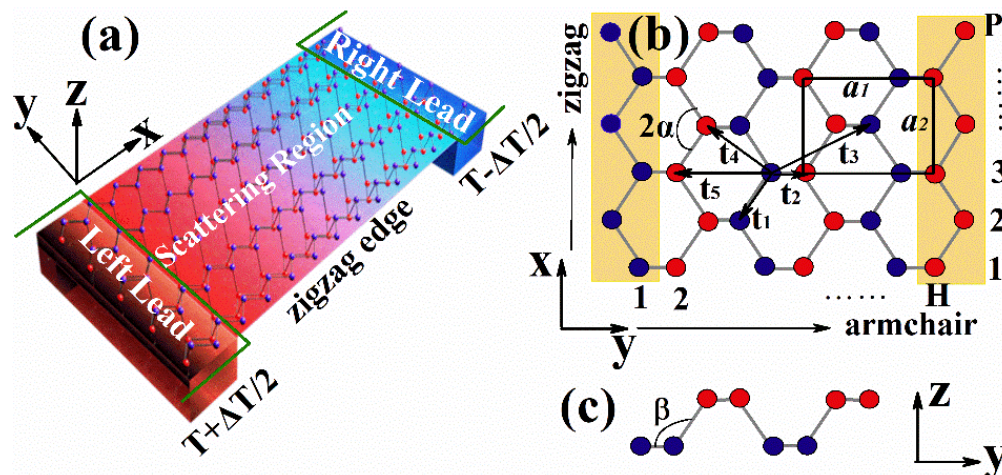 (a)
z
y
x
Right Lead
Scattering Region
Left Lead
zigzag edge
T-ΔT/2
T+ΔT/2
(b)
zigzag
P
a1
2α
a2
t4
t3
t5
t2
3
t1
2
1
x
1
2
......
H
y
armchair
(c)
β
z
y